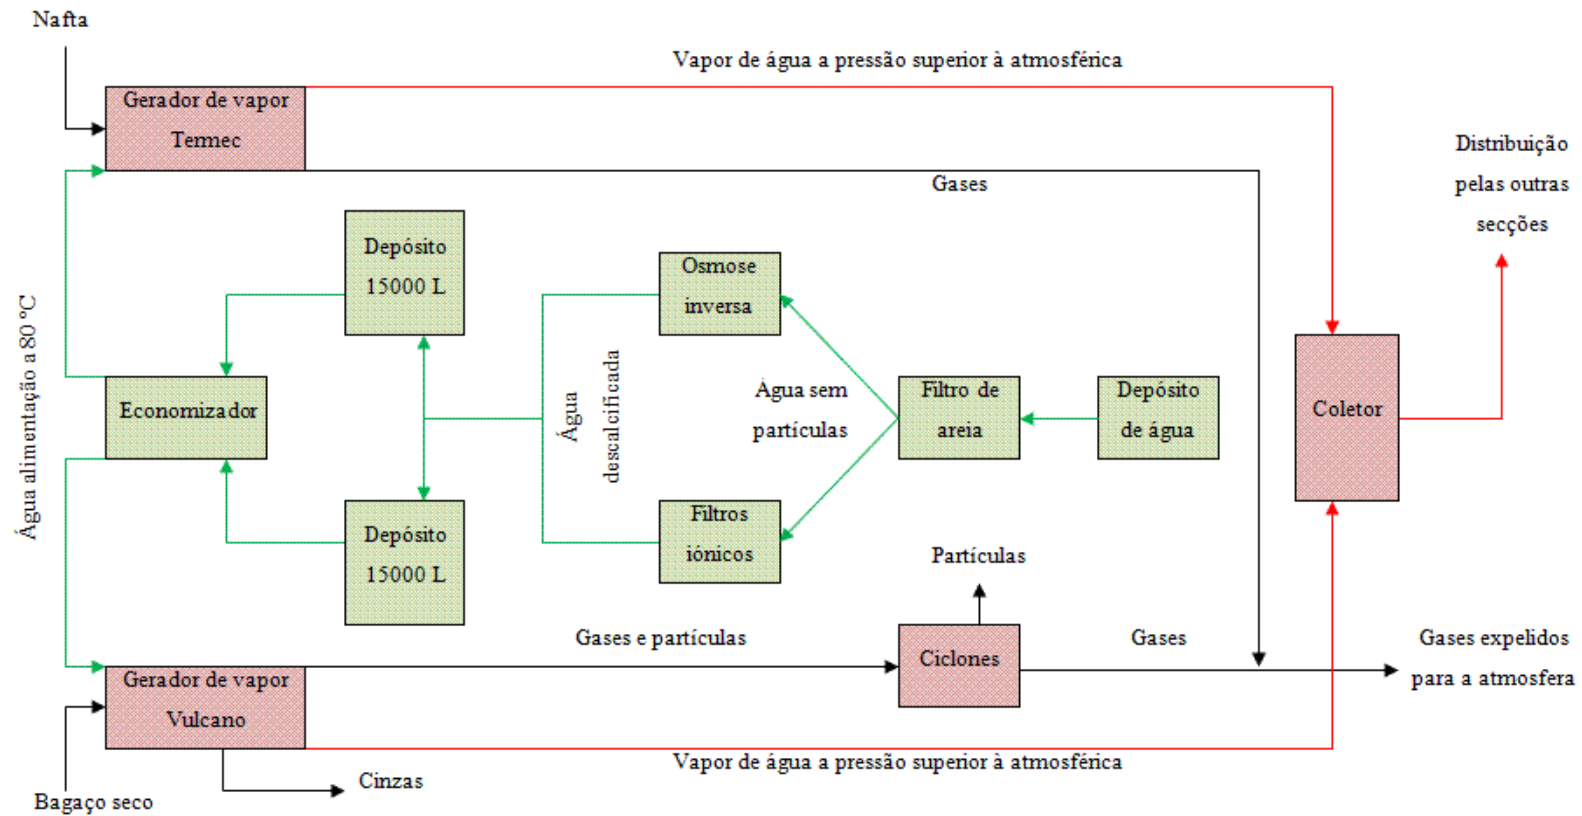 Nafta
Vapor de água a pressão superior à atmosférica
Gerador de vapor
Termec
Distribuição
pelas outras
secções
Gases
Depósito
15000 L
Osmose
inversa
Água alimentação a 80 ºC
Economizador
Água
descalcificada
Água sem
partículas
Filtro de
areia
Depósito
de água
Coletor
Depósito
15000 L
Filtros
iónicos
Partículas
Gases e partículas
Ciclones
Gases
Gases expelidos
para a atmosfera
Gerador de vapor
Vulcano
Vapor de água a pressão superior à atmosférica
Cinzas
Bagaço seco